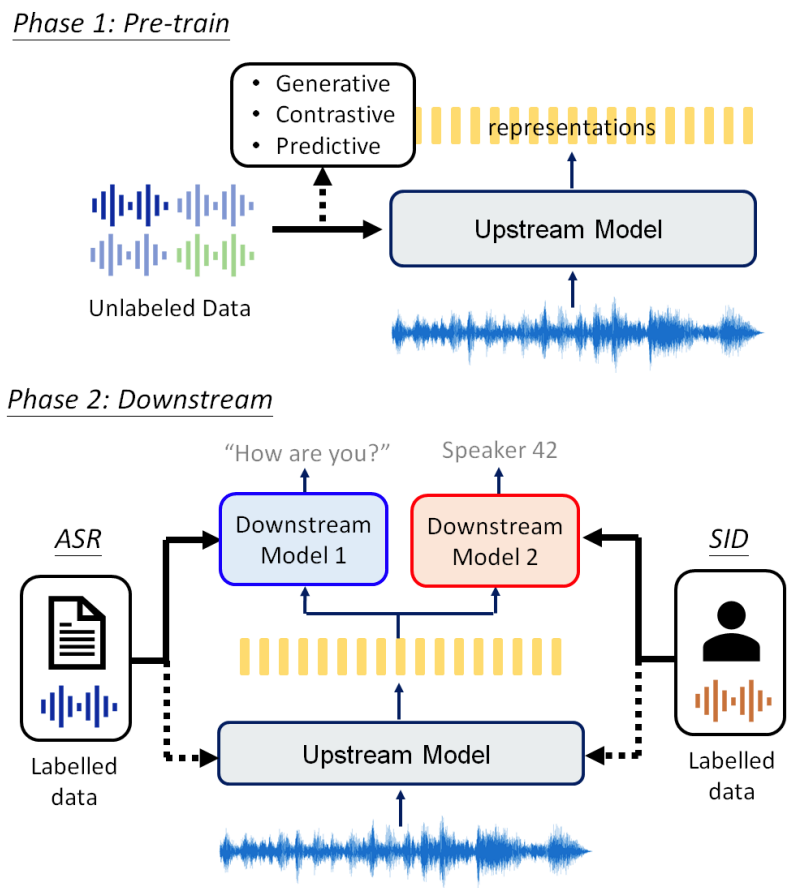 Phase 1: Pre-train
• Generative
• Contrastive
• Predictive
representations
Upstream Model
Unlabeled Data
Phase 2: Downstream
“How are you?”
Speaker 42
ASR
Downstream
Model 1
Downstream
Model 2
SID
Upstream Model
Labelled
data
Labelled
data